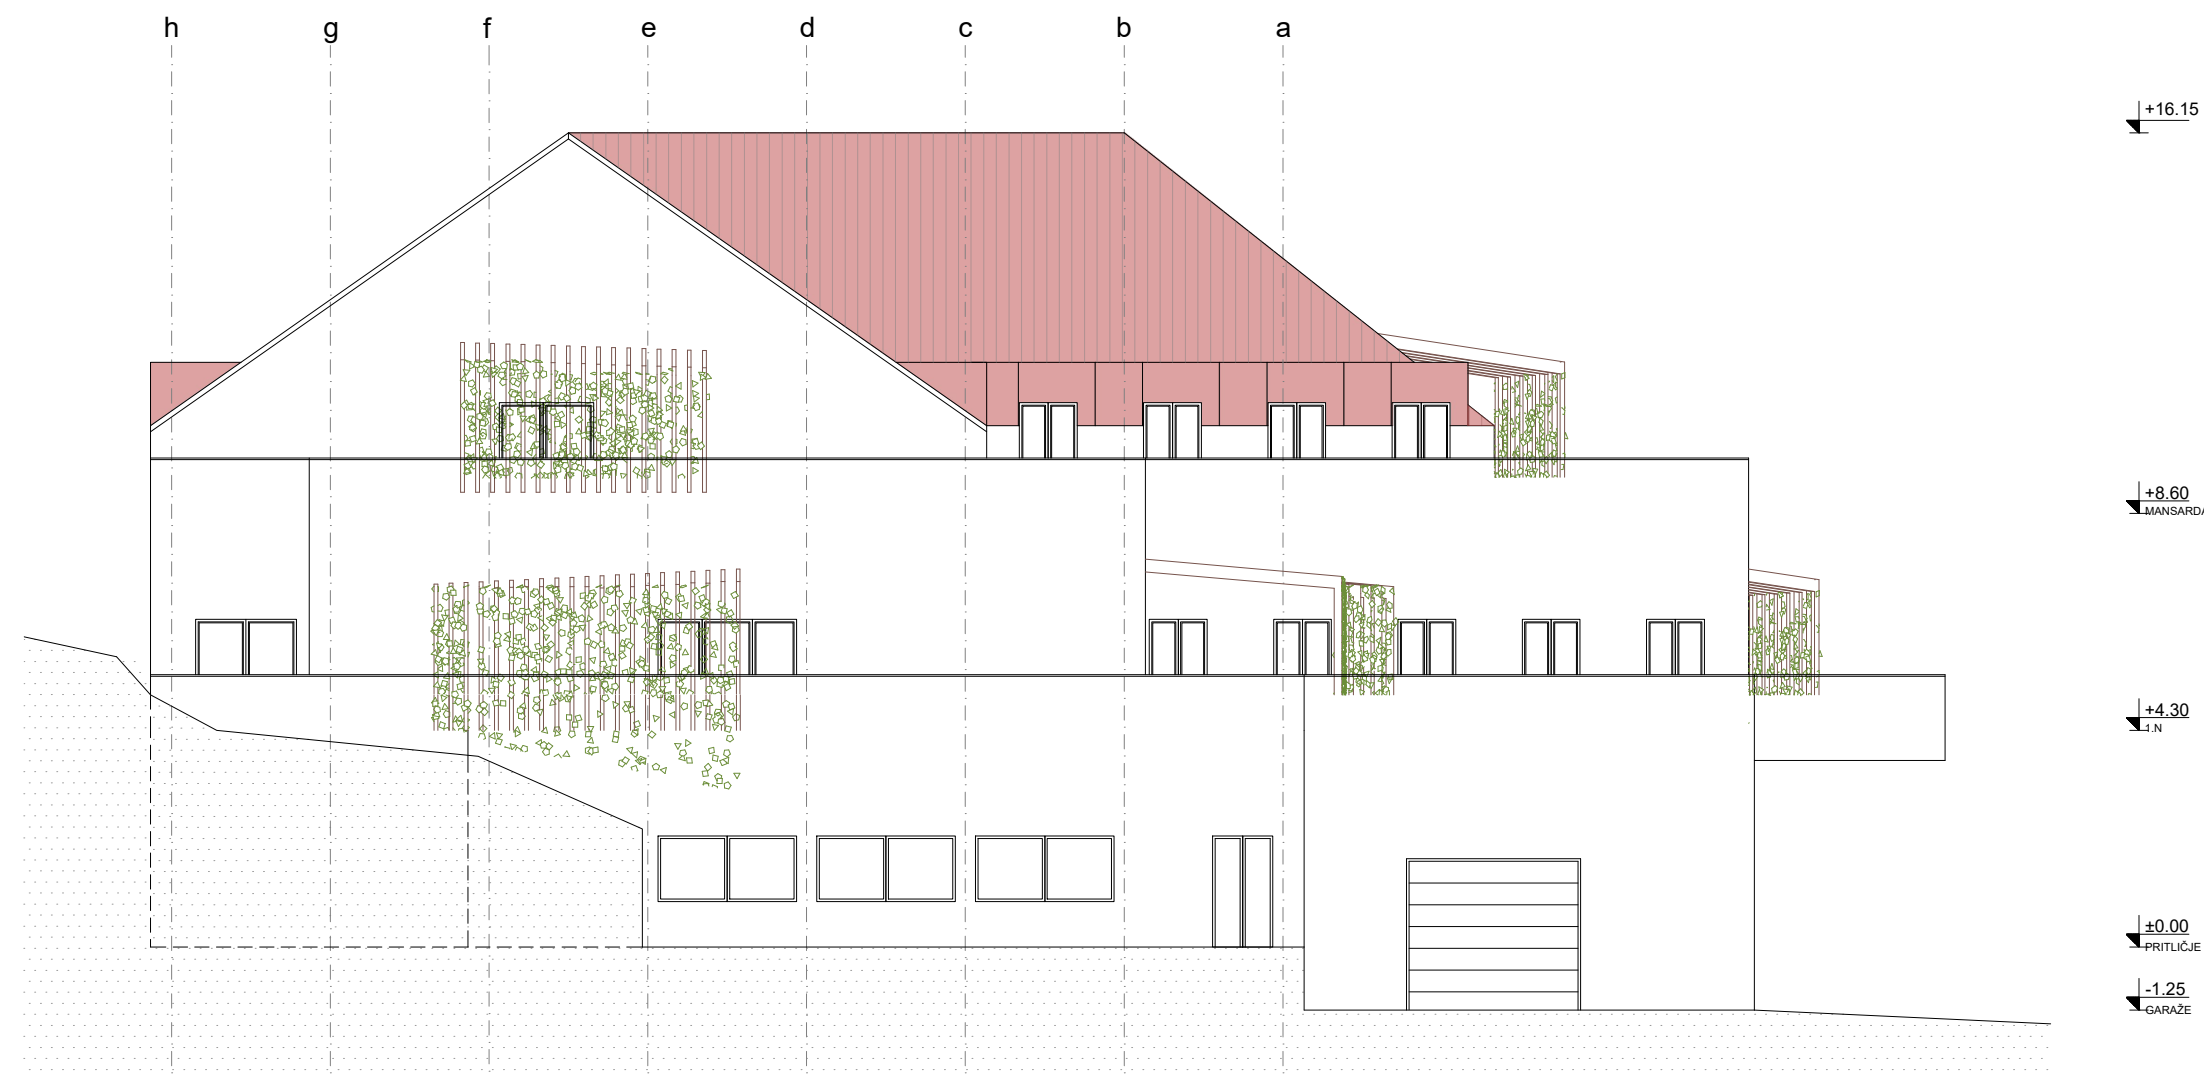 h g f e d c b a
+16.15
+8.60
MANSARDA
+4.30
1.N
±0.00
PRITLIČJE
-1.25
GARAŽE